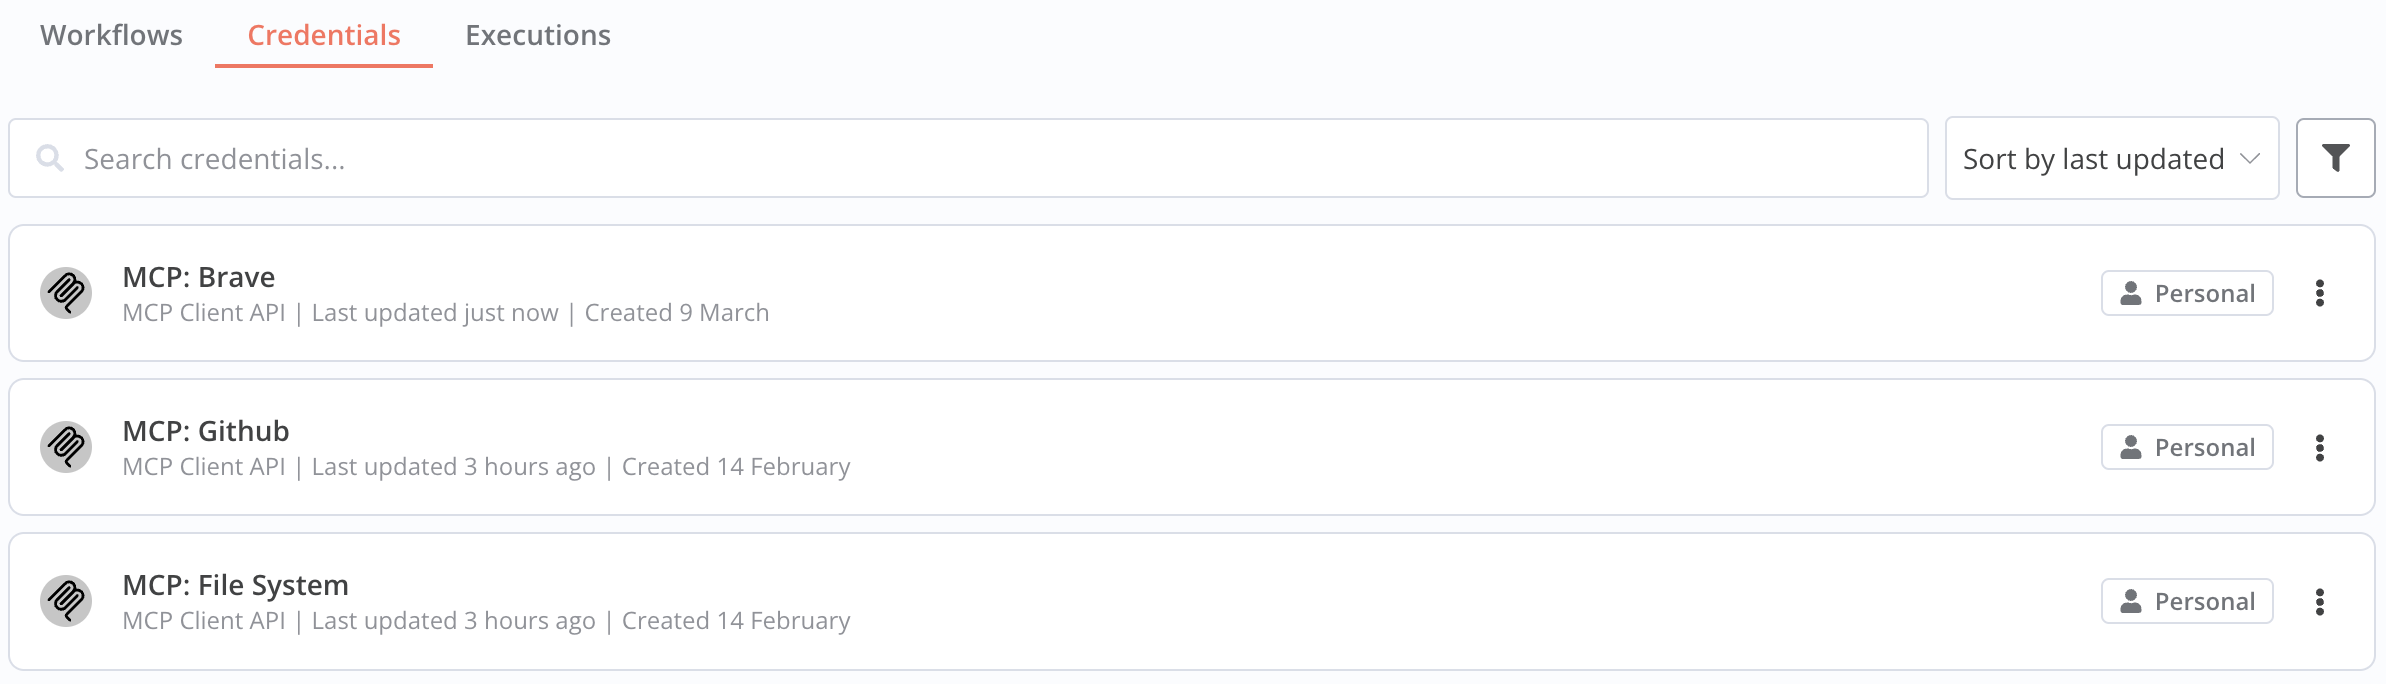 Workflows
Credentials
Executions
Search credentials...
Sort by last updated
MCP: Brave
MCP Client API | Last updated just now | Created 9 March
Personal
MCP: Github
MCP Client API | Last updated 3 hours ago | Created 14 February
Personal
MCP: File System
MCP Client API | Last updated 3 hours ago | Created 14 February
Personal